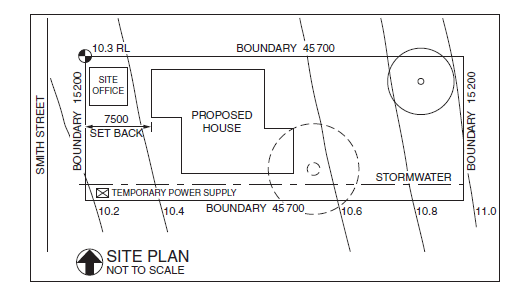 10.3 RL
BOUNDARY 45 700
SITE
OFFICE
SMITH STREET
BOUNDARY 15 200
7500
SET BACK
PROPOSED
HOUSE
BOUNDARY 15 200
STORMWATER
TEMPORARY POWER SUPPLY
10.2
10.4
BOUNDARY 45 700
10.6
10.8
11.0
SITE PLAN
NOT TO SCALE